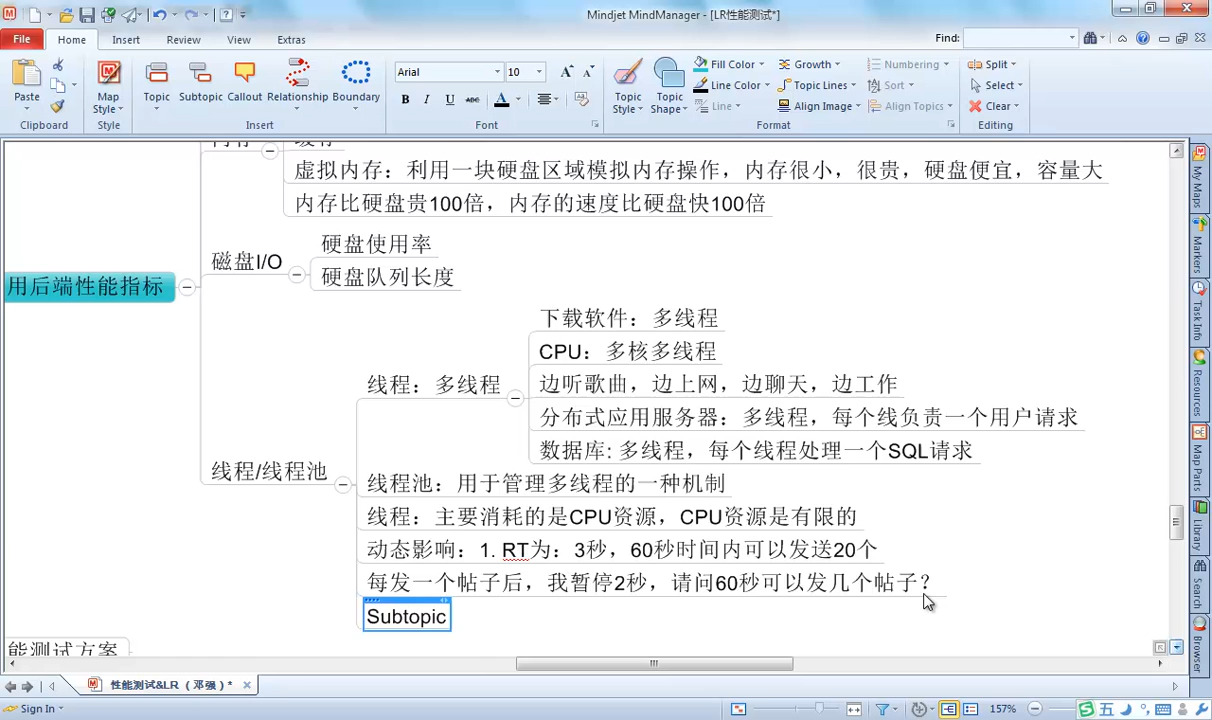 Mindjet MindManager - [LR性能测试*]
File
Home
Insert
Review
View
Extras
Find:
Paste
Clipboard
Map Style
Style
Topic
Subtopic
Callout
Relationship
Boundary
Insert
Arial
10
B I U abc A
Font
Topic Style
Topic Shape
Fill Color
Line Color
Line
Growth
Topic Lines
Align Image
Numbering
Sort
Align Topics
Format
Split
Select
Clear
Editing
虚拟内存：利用一块硬盘区域模拟内存操作，内存很小，很贵，硬盘便宜，容量大
内存比硬盘贵100倍，内存的速度比硬盘快100倍
磁盘I/O
硬盘使用率
硬盘队列长度
用后端性能指标
线程/线程池
线程：多线程
下载软件：多线程
CPU：多核多线程
边听歌曲，边上网，边聊天，边工作
分布式应用服务器：多线程，每个线负责一个用户请求
数据库: 多线程，每个线程处理一个SQL请求
线程池：用于管理多线程的一种机制
线程：主要消耗的是CPU资源，CPU资源是有限的
动态影响：1. RT为：3秒，60秒时间内可以发送20个
每发一个帖子后，我暂停2秒，请问60秒可以发几个帖子？
Subtopic
能测试方案
My Maps
Markers
Task Info
Resources
Map Parts
Library
Search
Browser
性能测试&LR（邓强）*
Sign In
157%
五